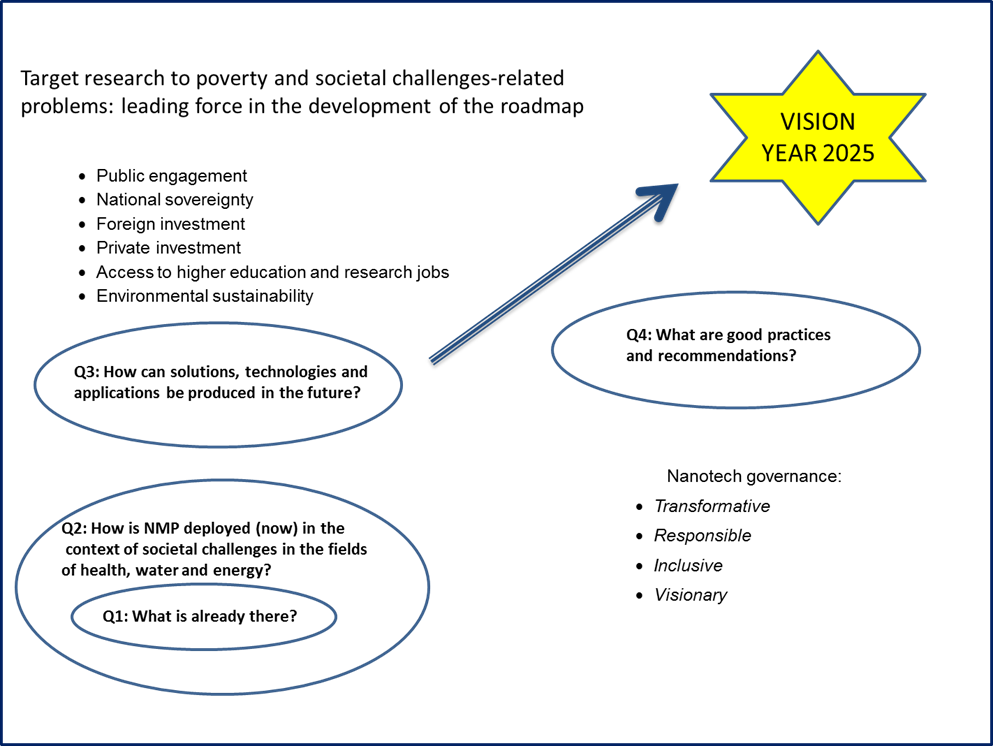 Target research to poverty and societal challenges-related
problems: leading force in the development of the roadmap
VISION
YEAR 2025
• Public engagement
• National sovereignty
• Foreign investment
• Private investment
• Access to higher education and research jobs
• Environmental sustainability
Q3: How can solutions, technologies and
applications be produced in the future?
Q4: What are good practices
and recommendations?
Q2: How is NMP deployed (now) in the
context of societal challenges in the fields
of health, water and energy?
Q1: What is already there?
Nanotech governance:
• Transformative
• Responsible
• Inclusive
• Visionary